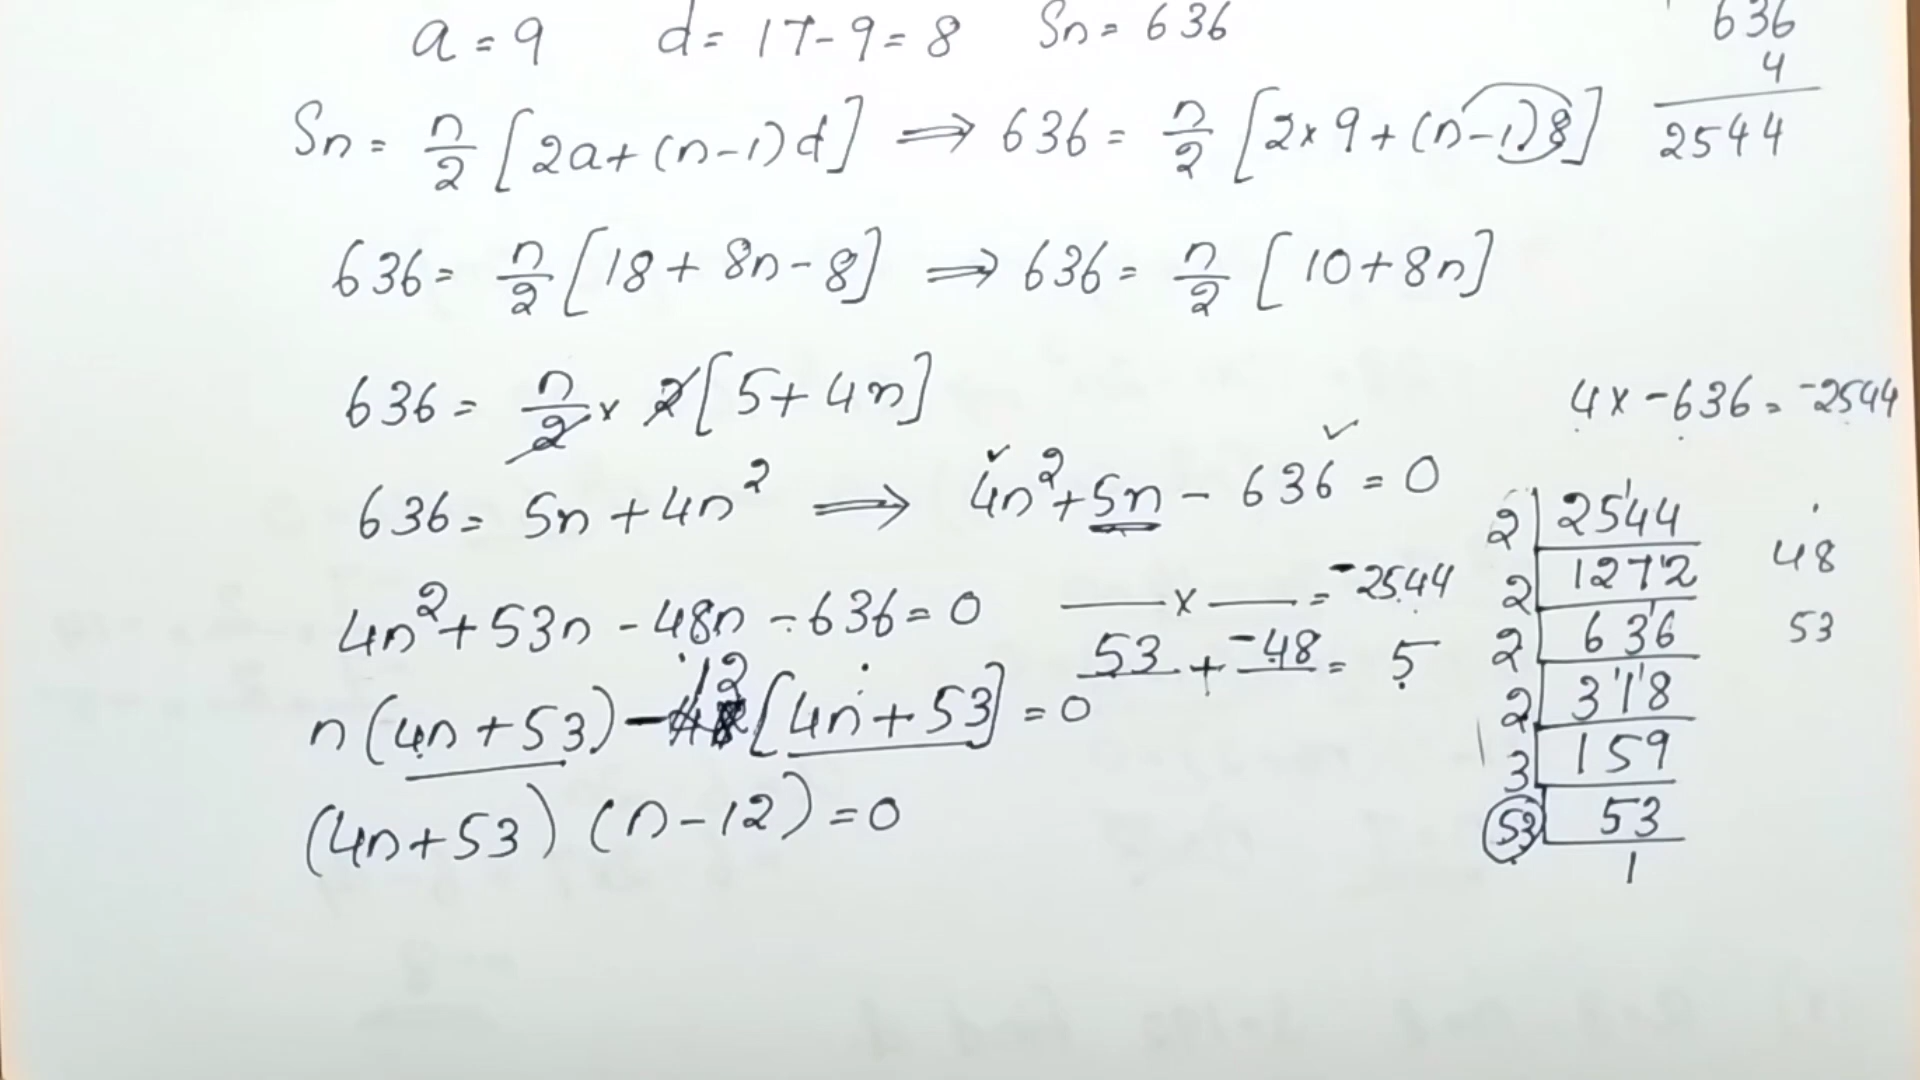 a = 9 d = 17 - 9 = 8 Sn = 636
Sn = n/2 [2a + (n-1)d] ⟹ 636 = n/2 [2×9 + (n-1)8]
636 = n/2 [18 + 8n - 8] ⟹ 636 = n/2 [10 + 8n]
636 = n/2 × 2[5 + 4n]
636 = 5n + 4n² ⟹ 4n² + 5n - 636 = 0
4n² + 53n - 48n - 636 = 0
n(4n + 53) - 12[4n + 53] = 0
(4n + 53) (n - 12) = 0
636
4
2544
4 × -636 = -2544
___ × ___ = -2544
53 + -48 = 5
2 | 2544
2 | 1272
2 | 636
2 | 318
3 | 159
53 | 53
1
48
53